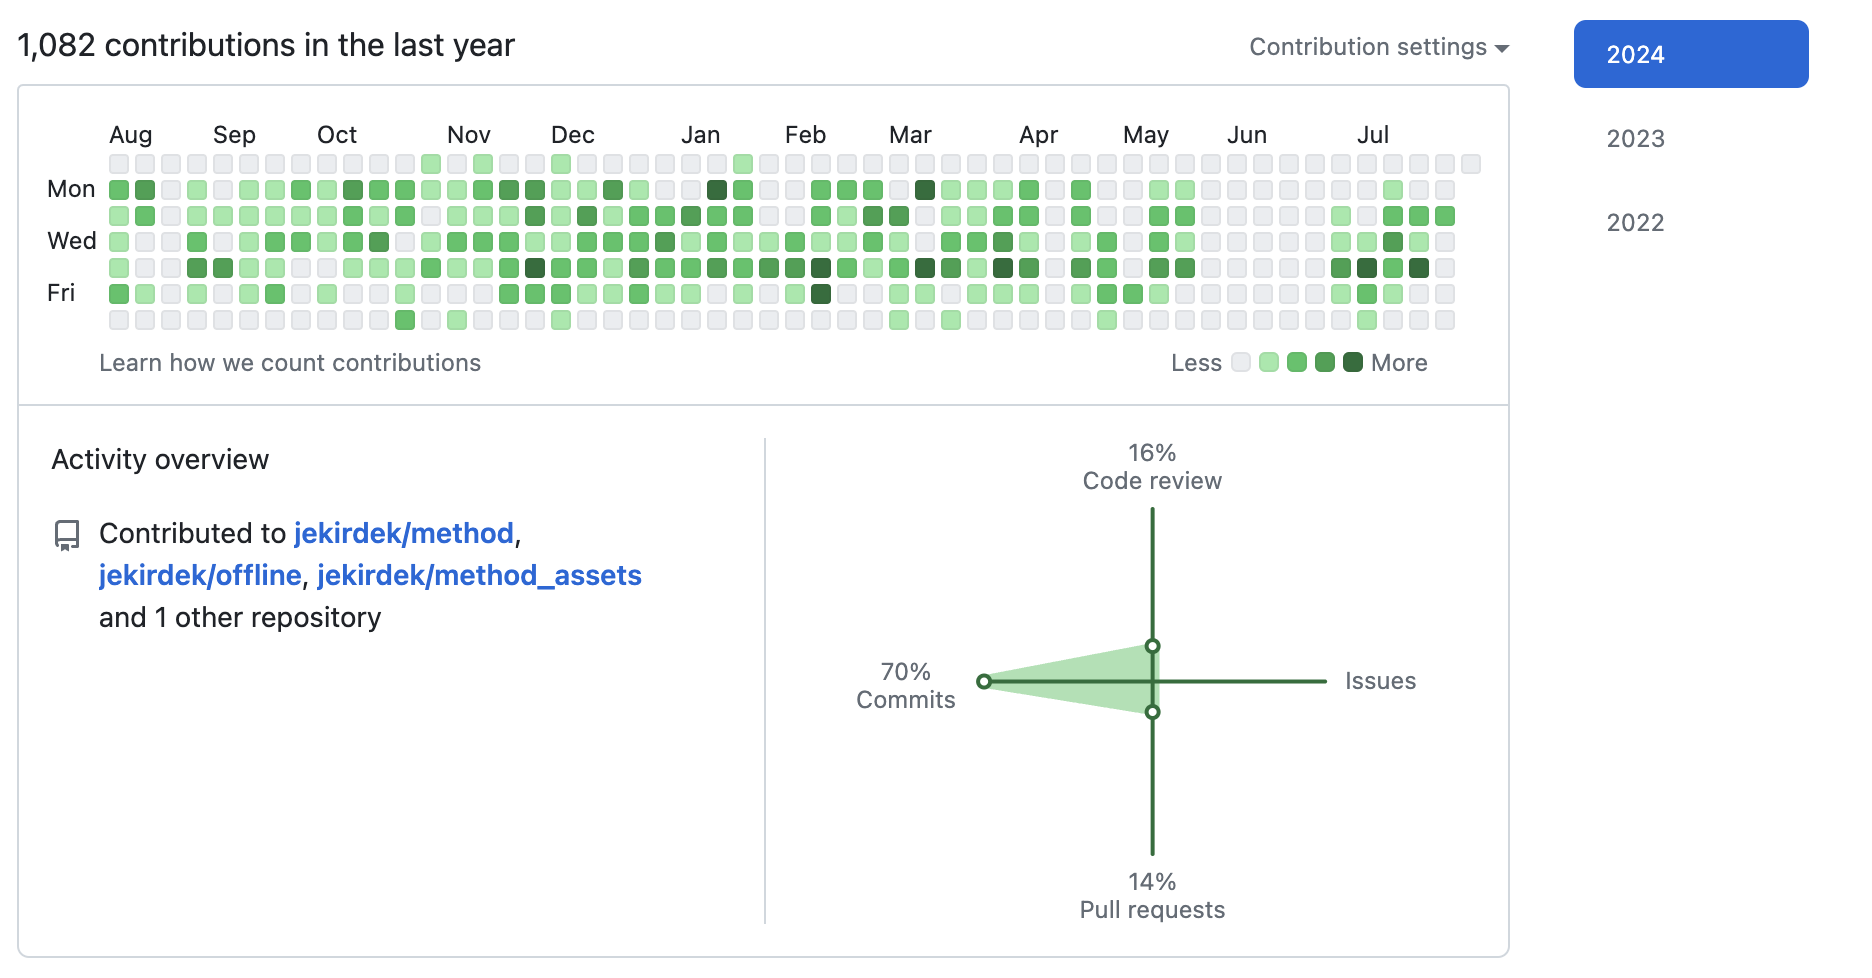 1,082 contributions in the last year
Contribution settings
2024
2023
2022
Aug Sep Oct Nov Dec Jan Feb Mar Apr May Jun Jul
Mon
Wed
Fri
Learn how we count contributions
Less More
Activity overview
Contributed to jekirdek/method,
jekirdek/offline, jekirdek/method_assets
and 1 other repository
16%
Code review
70%
Commits
Issues
14%
Pull requests